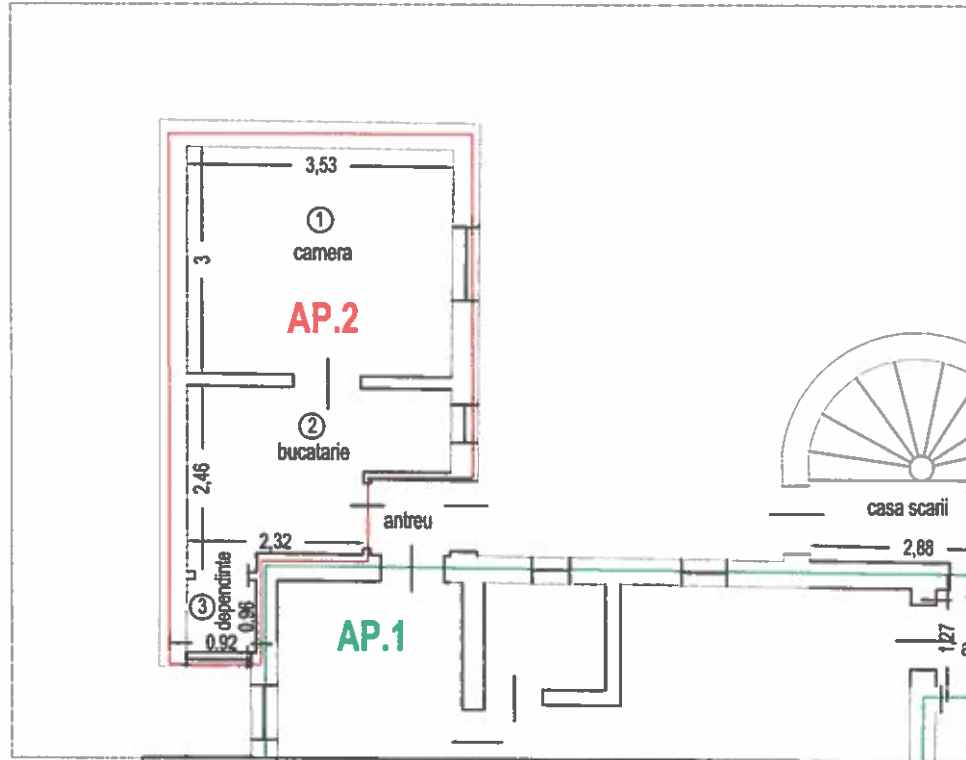 3,53
1
camera
3
AP.2
2
bucatarie
2,46
antreu
casa scarii
2,32
2,88
dependinte
3
0,96
0,92
AP.1
1,27